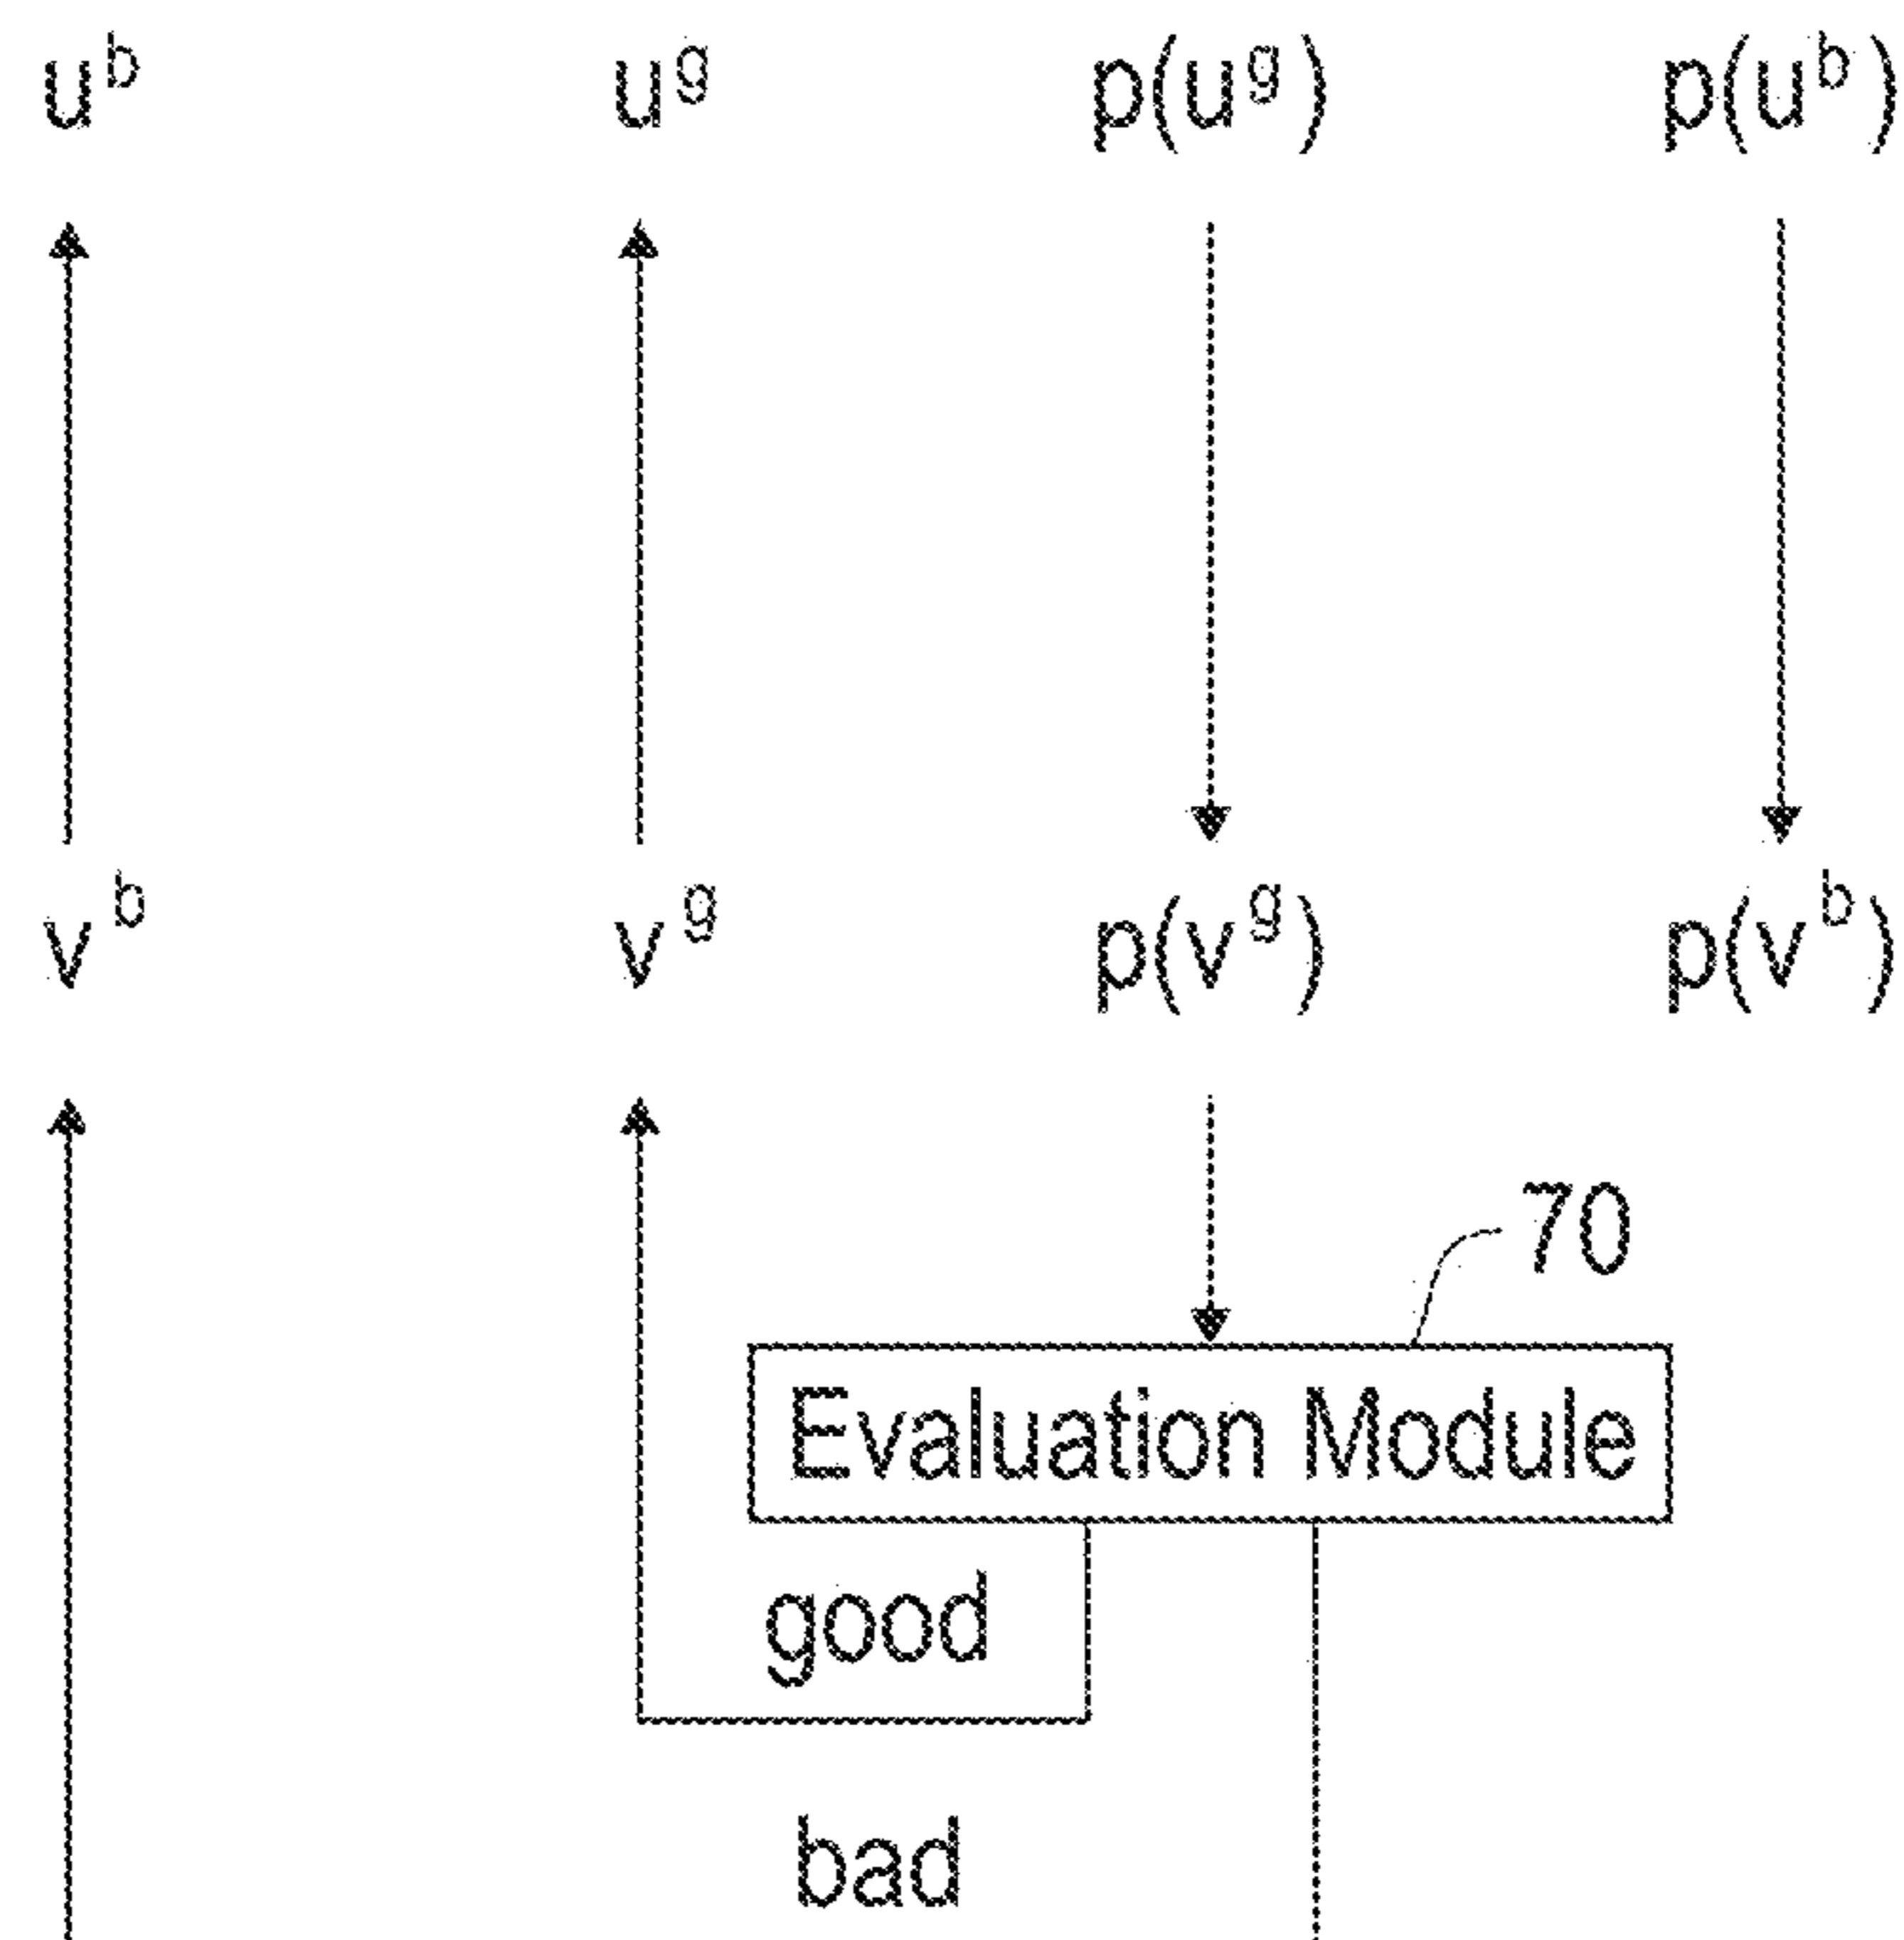 u^b u^g p(u^g) p(u^b)
v^b v^g p(v^g) p(v^b)
70
Evaluation Module
good
bad